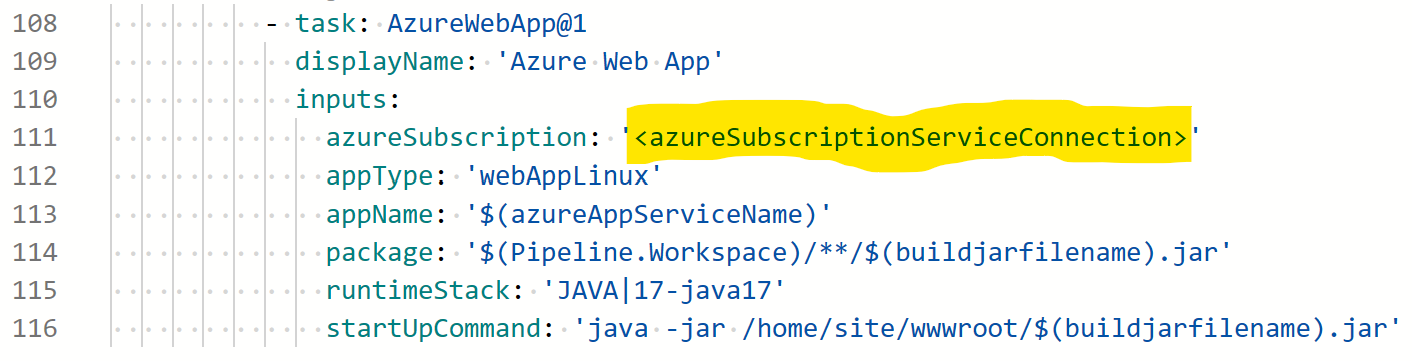 108 - task: AzureWebApp@1
109 displayName: 'Azure Web App'
110 inputs:
111 azureSubscription: '<azureSubscriptionServiceConnection>'
112 appType: 'webAppLinux'
113 appName: '$(azureAppServiceName)'
114 package: '$(Pipeline.Workspace)/**/$(buildjarfilename).jar'
115 runtimeStack: 'JAVA|17-java17'
116 startUpCommand: 'java -jar /home/site/wwwroot/$(buildjarfilename).jar'